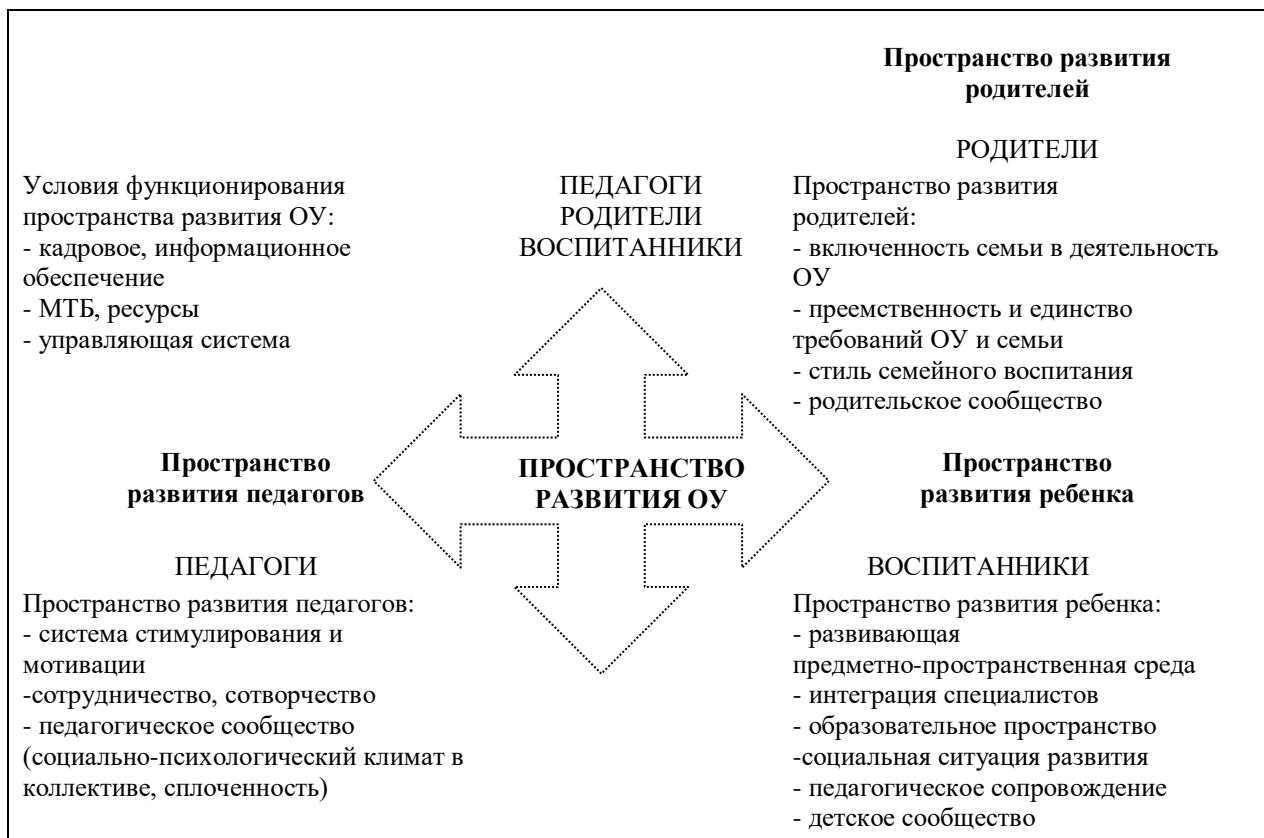 Пространство развития
родителей
РОДИТЕЛИ
Условия функционирования
пространства развития ОУ:
- кадровое, информационное
обеспечение
- МТБ, ресурсы
- управляющая система
ПЕДАГОГИ
РОДИТЕЛИ
ВОСПИТАННИКИ
Пространство развития
родителей:
- включенность семьи в деятельность
ОУ
- преемственность и единство
требований ОУ и семьи
- стиль семейного воспитания
- родительское сообщество
Пространство
развития педагогов
ПРОСТРАНСТВО
РАЗВИТИЯ ОУ
Пространство
развития ребенка
ПЕДАГОГИ
Пространство развития педагогов:
- система стимулирования и
мотивации
-сотрудничество, сотворчество
- педагогическое сообщество
(социально-психологический климат в
коллективе, сплоченность)
ВОСПИТАННИКИ
Пространство развития ребенка:
- развивающая
предметно-пространственная среда
- интеграция специалистов
- образовательное пространство
-социальная ситуация развития
- педагогическое сопровождение
- детское сообщество